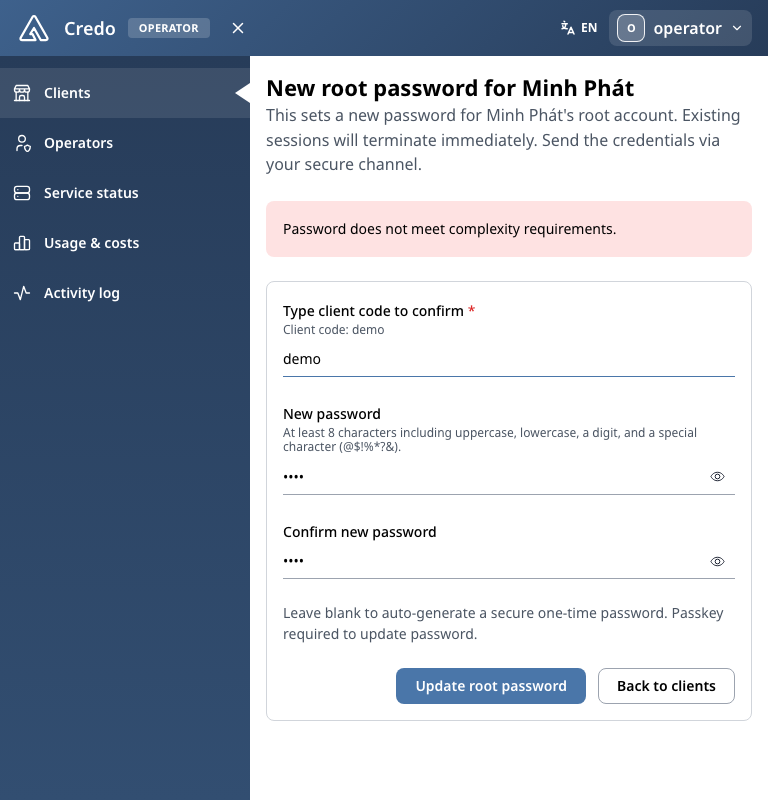 Credo
OPERATOR
EN
O
operator
Clients
Operators
Service status
Usage & costs
Activity log
New root password for Minh Phát
This sets a new password for Minh Phát's root account. Existing
sessions will terminate immediately. Send the credentials via
your secure channel.
Password does not meet complexity requirements.
Type client code to confirm *
Client code: demo
demo
New password
At least 8 characters including uppercase, lowercase, a digit, and a special
character (@$!%*?&).
••••
Confirm new password
••••
Leave blank to auto-generate a secure one-time password. Passkey
required to update password.
Update root password
Back to clients